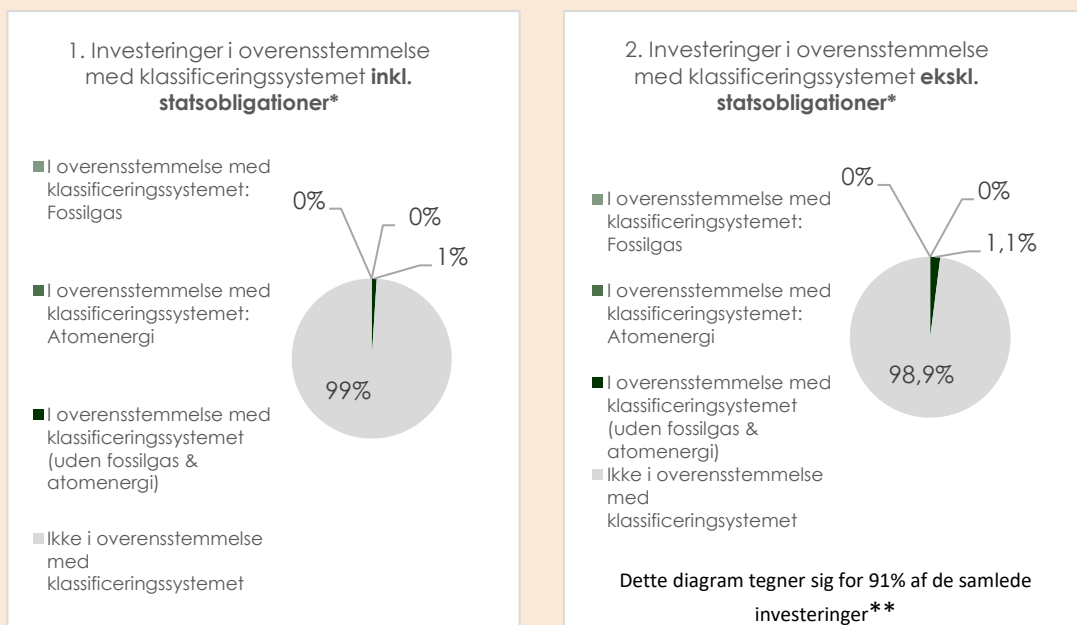 1. Investeringer i overensstemmelse
med klassificeringssystemet inkl.
statsobligationer*
I overensstemmelse med
klassificeringssystemet:
Fossilgas
I overensstemmelse med
klassificeringssystemet:
Atomenergi
I overensstemmelse med
klassificeringssystemet
(uden fossilgas &
atomenergi)
Ikke i overensstemmelse
med
klassificeringsystemet
0%
0%
1%
99%
2. Investeringer i overensstemmelse
med klassificeringssystemet ekskl.
statsobligationer*
I overensstemmelse med
klassificeringssystemet:
Fossilgas
I overensstemmelse med
klassificeringssystemet:
Atomenergi
I overensstemmelse med
klassificeringssystemet
(uden fossilgas &
atomenergi)
Ikke i overensstemmelse
med
klassificeringsystemet
0%
0%
1,1%
98,9%
Dette diagram tegner sig for 91% af de samlede
investeringer**